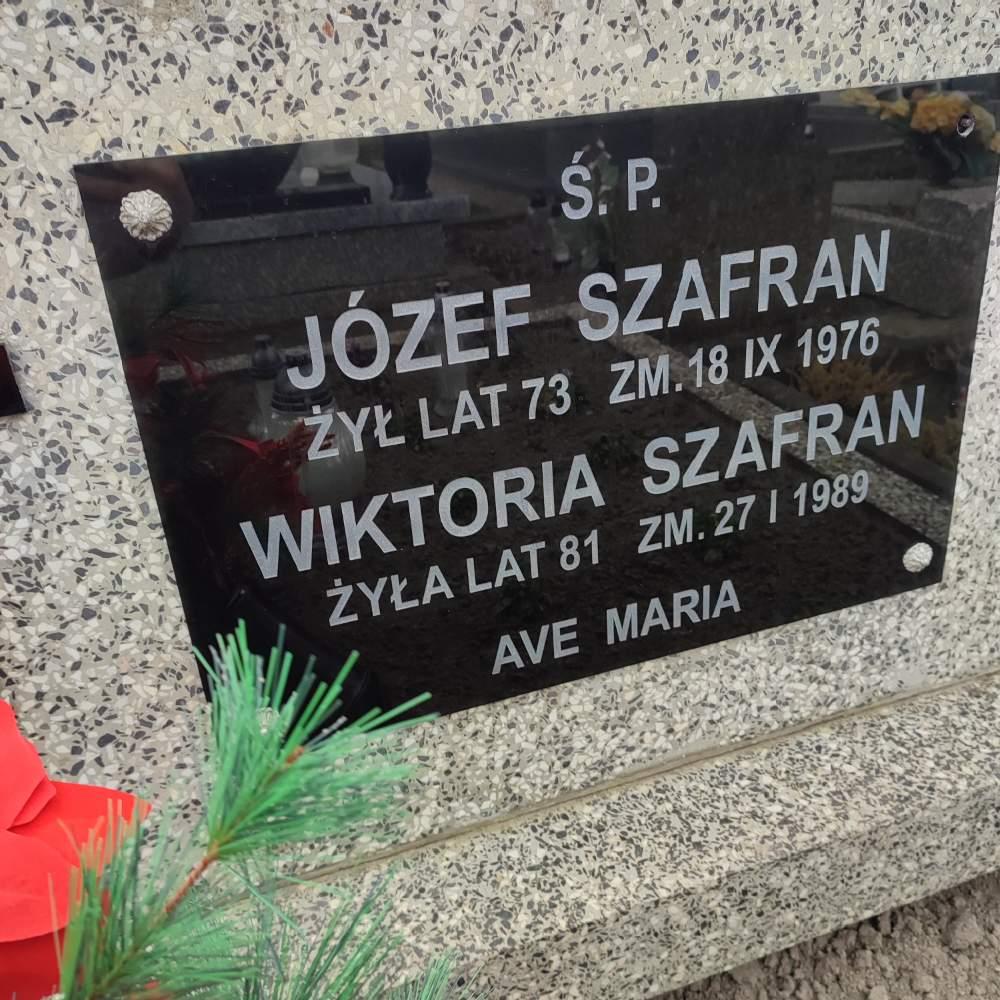 Ś. P.
JÓZEF SZAFRAN
ŻYŁ LAT 73 ZM. 18 IX 1976
WIKTORIA SZAFRAN
ŻYŁA LAT 81 ZM. 27 I 1989
AVE MARIA